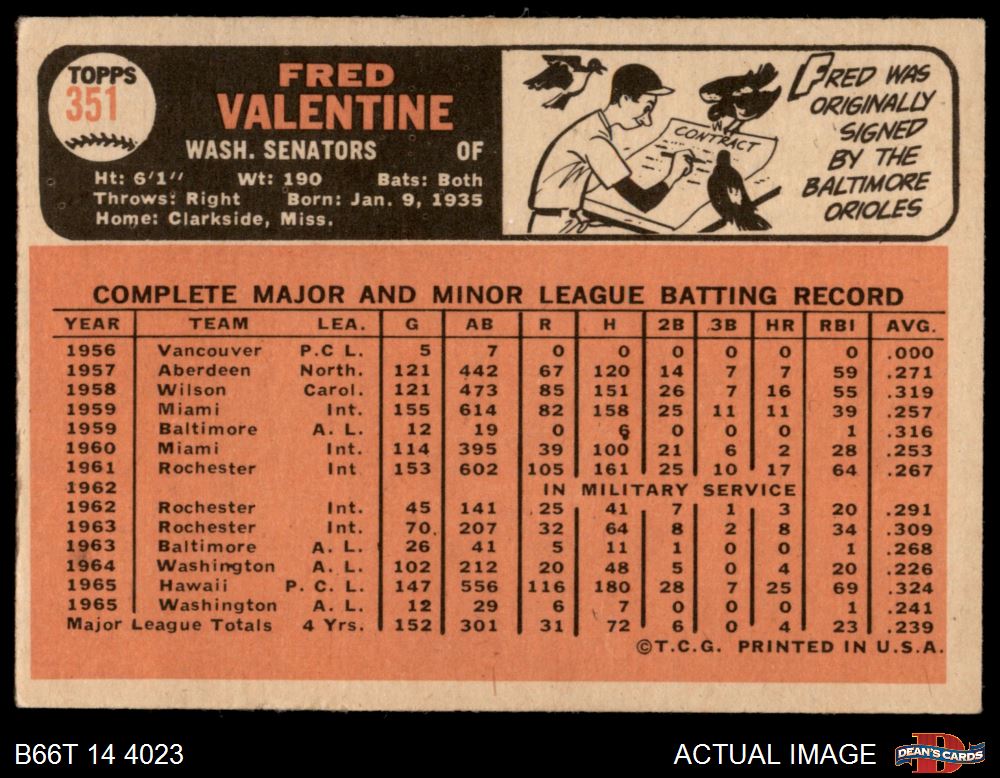 TOPPS
351
FRED
VALENTINE
WASH. SENATORS OF
Ht: 6'1" Wt: 190 Bats: Both
Throws: Right Born: Jan. 9, 1935
Home: Clarkside, Miss.
CONTRACT
FRED WAS
ORIGINALLY
SIGNED
BY THE
BALTIMORE
ORIOLES
COMPLETE MAJOR AND MINOR LEAGUE BATTING RECORD
YEAR TEAM LEA. G AB R H 2B 3B HR RBI AVG.
1956 Vancouver P.C L. 5 7 0 0 0 0 0 0 .000
1957 Aberdeen North. 121 442 67 120 14 7 7 59 .271
1958 Wilson Carol. 121 473 85 151 26 7 16 55 .319
1959 Miami Int. 155 614 82 158 25 11 11 39 .257
1959 Baltimore A. L. 12 19 0 6 0 0 0 1 .316
1960 Miami Int. 114 395 39 100 21 6 2 28 .253
1961 Rochester Int 153 602 105 161 25 10 17 64 .267
1962 IN MILITARY SERVICE
1962 Rochester Int. 45 141 25 41 7 1 3 20 .291
1963 Rochester Int. 70 207 32 64 8 2 8 34 .309
1963 Baltimore A. L. 26 41 5 11 1 0 0 1 .268
1964 Washington A. L. 102 212 20 48 5 0 4 20 .226
1965 Hawaii P. C. L. 147 556 116 180 28 7 25 69 .324
1965 Washington A. L. 12 29 6 7 0 0 0 1 .241
Major League Totals 4 Yrs. 152 301 31 72 6 0 4 23 .239
©T.C.G. PRINTED IN U.S.A.
B66T 14 4023
ACTUAL IMAGE
DEAN'S CARDS